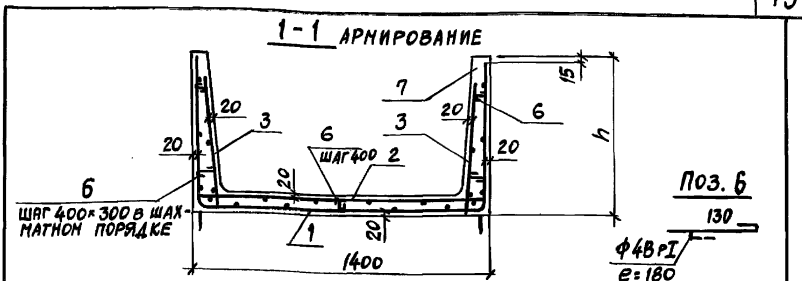 1-1 АРМИРОВАНИЕ
7
15
20
3
20
6
h
20
6
ШАГ 400
2
3
20
6
ШАГ 400×300 В ШАХ-
МАТНОМ ПОРЯДКЕ
20
1
20
1400
ПОЗ. 6
130
ф4ВрI
е=180